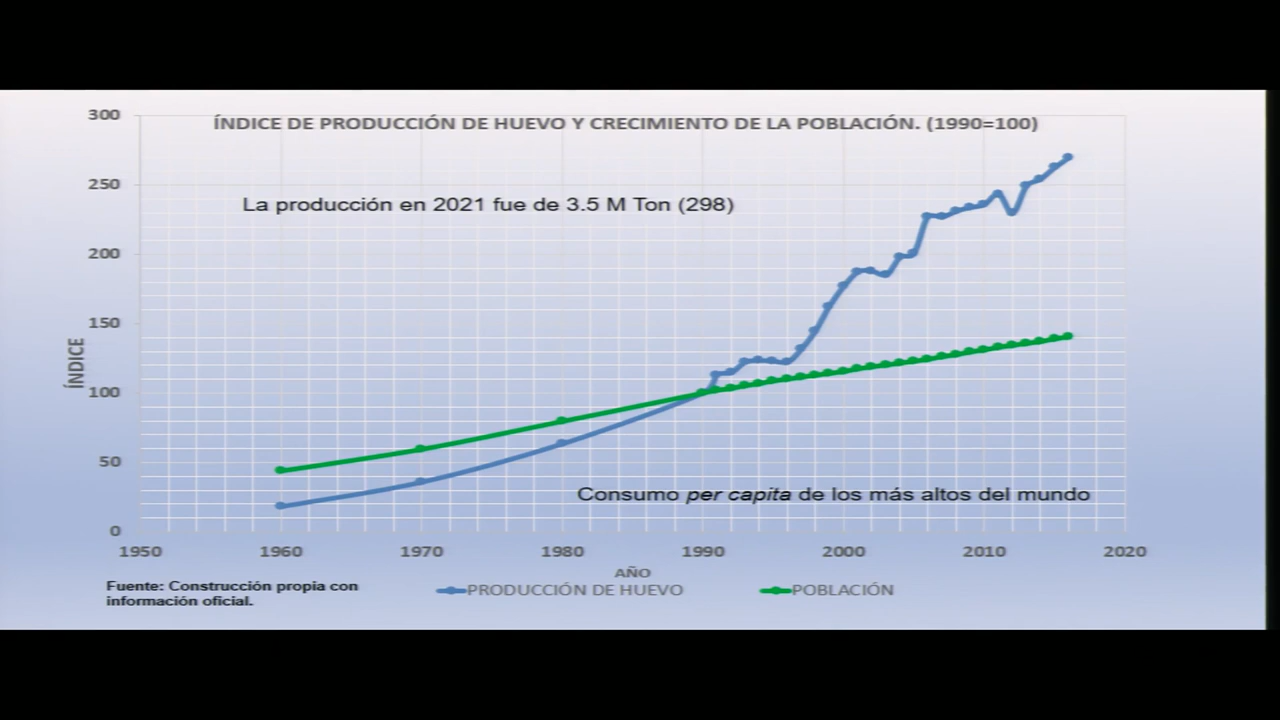 ÍNDICE DE PRODUCCIÓN DE HUEVO Y CRECIMIENTO DE LA POBLACIÓN. (1990=100)
300
250
La producción en 2021 fue de 3.5 M Ton (298)
200
150
ÍNDICE
100
50
Consumo per capita de los más altos del mundo
0
1950 1960 1970 1980 1990 2000 2010 2020
AÑO
Fuente: Construcción propia con
información oficial.
PRODUCCIÓN DE HUEVO POBLACIÓN